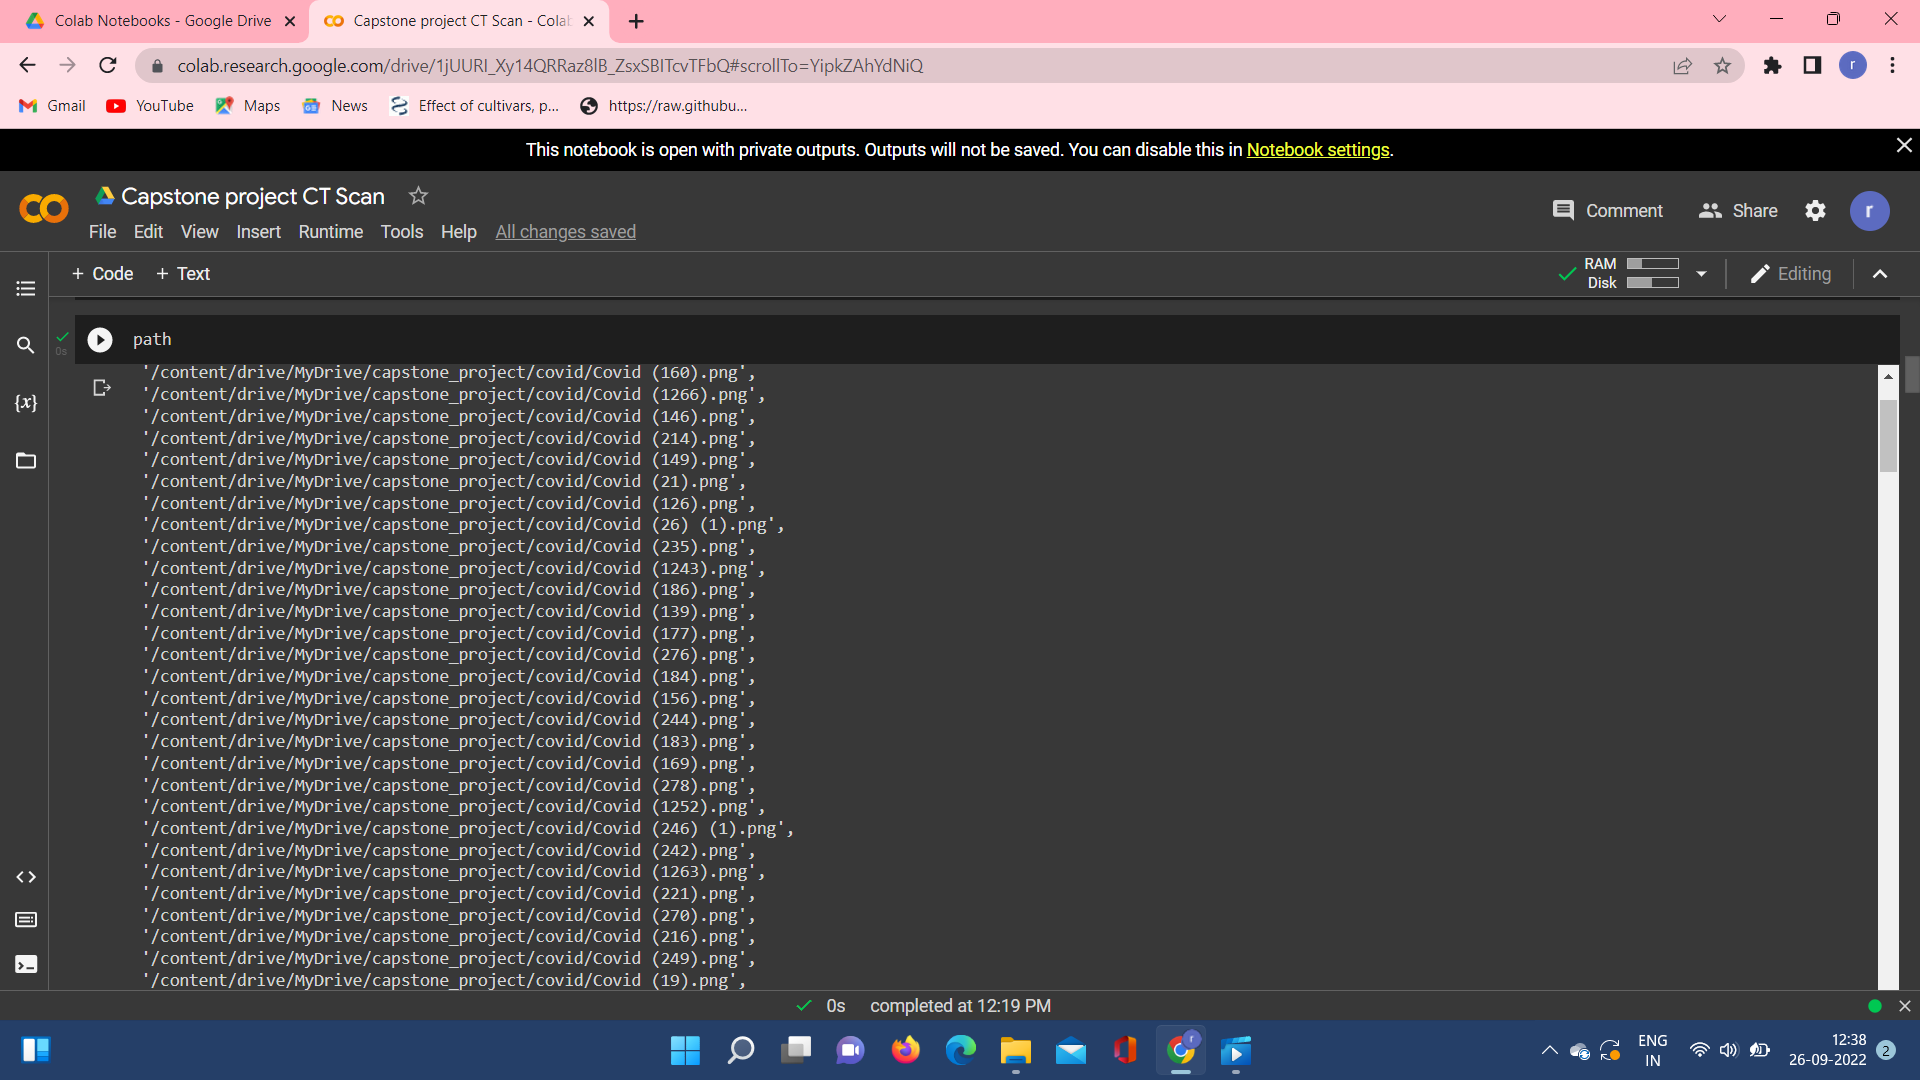 Colab Notebooks - Google Drive
Capstone project CT Scan - Colab
colab.research.google.com/drive/1jUURI_Xy14QRRaz8lB_ZsxSBITcvTFbQ#scrollTo=YipkZAhYdNiQ
r
Gmail
YouTube
Maps
News
Effect of cultivars, p...
https://raw.githubu...
This notebook is open with private outputs. Outputs will not be saved. You can disable this in Notebook settings.
Capstone project CT Scan
Comment
Share
r
File Edit View Insert Runtime Tools Help All changes saved
+ Code + Text
RAM
Disk
Editing
0s
path
{x}
'/content/drive/MyDrive/capstone_project/covid/Covid (160).png',
'/content/drive/MyDrive/capstone_project/covid/Covid (1266).png',
'/content/drive/MyDrive/capstone_project/covid/Covid (146).png',
'/content/drive/MyDrive/capstone_project/covid/Covid (214).png',
'/content/drive/MyDrive/capstone_project/covid/Covid (149).png',
'/content/drive/MyDrive/capstone_project/covid/Covid (21).png',
'/content/drive/MyDrive/capstone_project/covid/Covid (126).png',
'/content/drive/MyDrive/capstone_project/covid/Covid (26) (1).png',
'/content/drive/MyDrive/capstone_project/covid/Covid (235).png',
'/content/drive/MyDrive/capstone_project/covid/Covid (1243).png',
'/content/drive/MyDrive/capstone_project/covid/Covid (186).png',
'/content/drive/MyDrive/capstone_project/covid/Covid (139).png',
'/content/drive/MyDrive/capstone_project/covid/Covid (177).png',
'/content/drive/MyDrive/capstone_project/covid/Covid (276).png',
'/content/drive/MyDrive/capstone_project/covid/Covid (184).png',
'/content/drive/MyDrive/capstone_project/covid/Covid (156).png',
'/content/drive/MyDrive/capstone_project/covid/Covid (244).png',
'/content/drive/MyDrive/capstone_project/covid/Covid (183).png',
'/content/drive/MyDrive/capstone_project/covid/Covid (169).png',
'/content/drive/MyDrive/capstone_project/covid/Covid (278).png',
'/content/drive/MyDrive/capstone_project/covid/Covid (1252).png',
'/content/drive/MyDrive/capstone_project/covid/Covid (246) (1).png',
'/content/drive/MyDrive/capstone_project/covid/Covid (242).png',
'/content/drive/MyDrive/capstone_project/covid/Covid (1263).png',
'/content/drive/MyDrive/capstone_project/covid/Covid (221).png',
'/content/drive/MyDrive/capstone_project/covid/Covid (270).png',
'/content/drive/MyDrive/capstone_project/covid/Covid (216).png',
'/content/drive/MyDrive/capstone_project/covid/Covid (249).png',
'/content/drive/MyDrive/capstone_project/covid/Covid (19).png',
0s completed at 12:19 PM
ENG
IN
12:38
26-09-2022
2